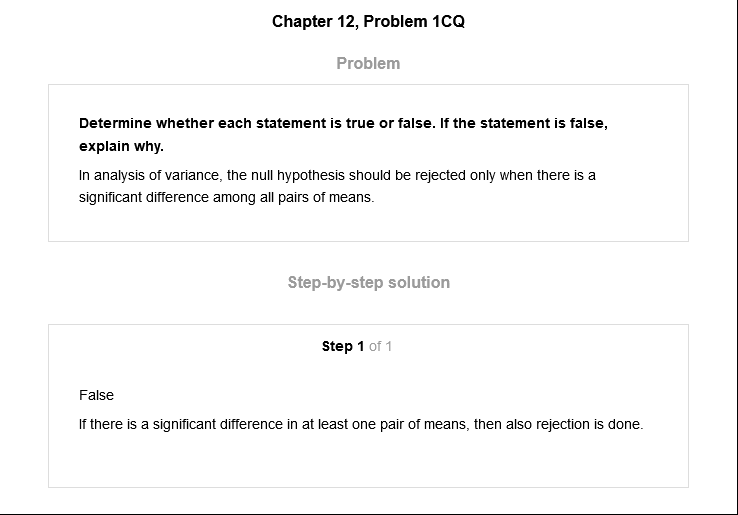 Chapter 12, Problem 1CQ
Problem
Determine whether each statement is true or false. If the statement is false,
explain why.
In analysis of variance, the null hypothesis should be rejected only when there is a
significant difference among all pairs of means.
Step-by-step solution
Step 1 of 1
False
If there is a significant difference in at least one pair of means, then also rejection is done.